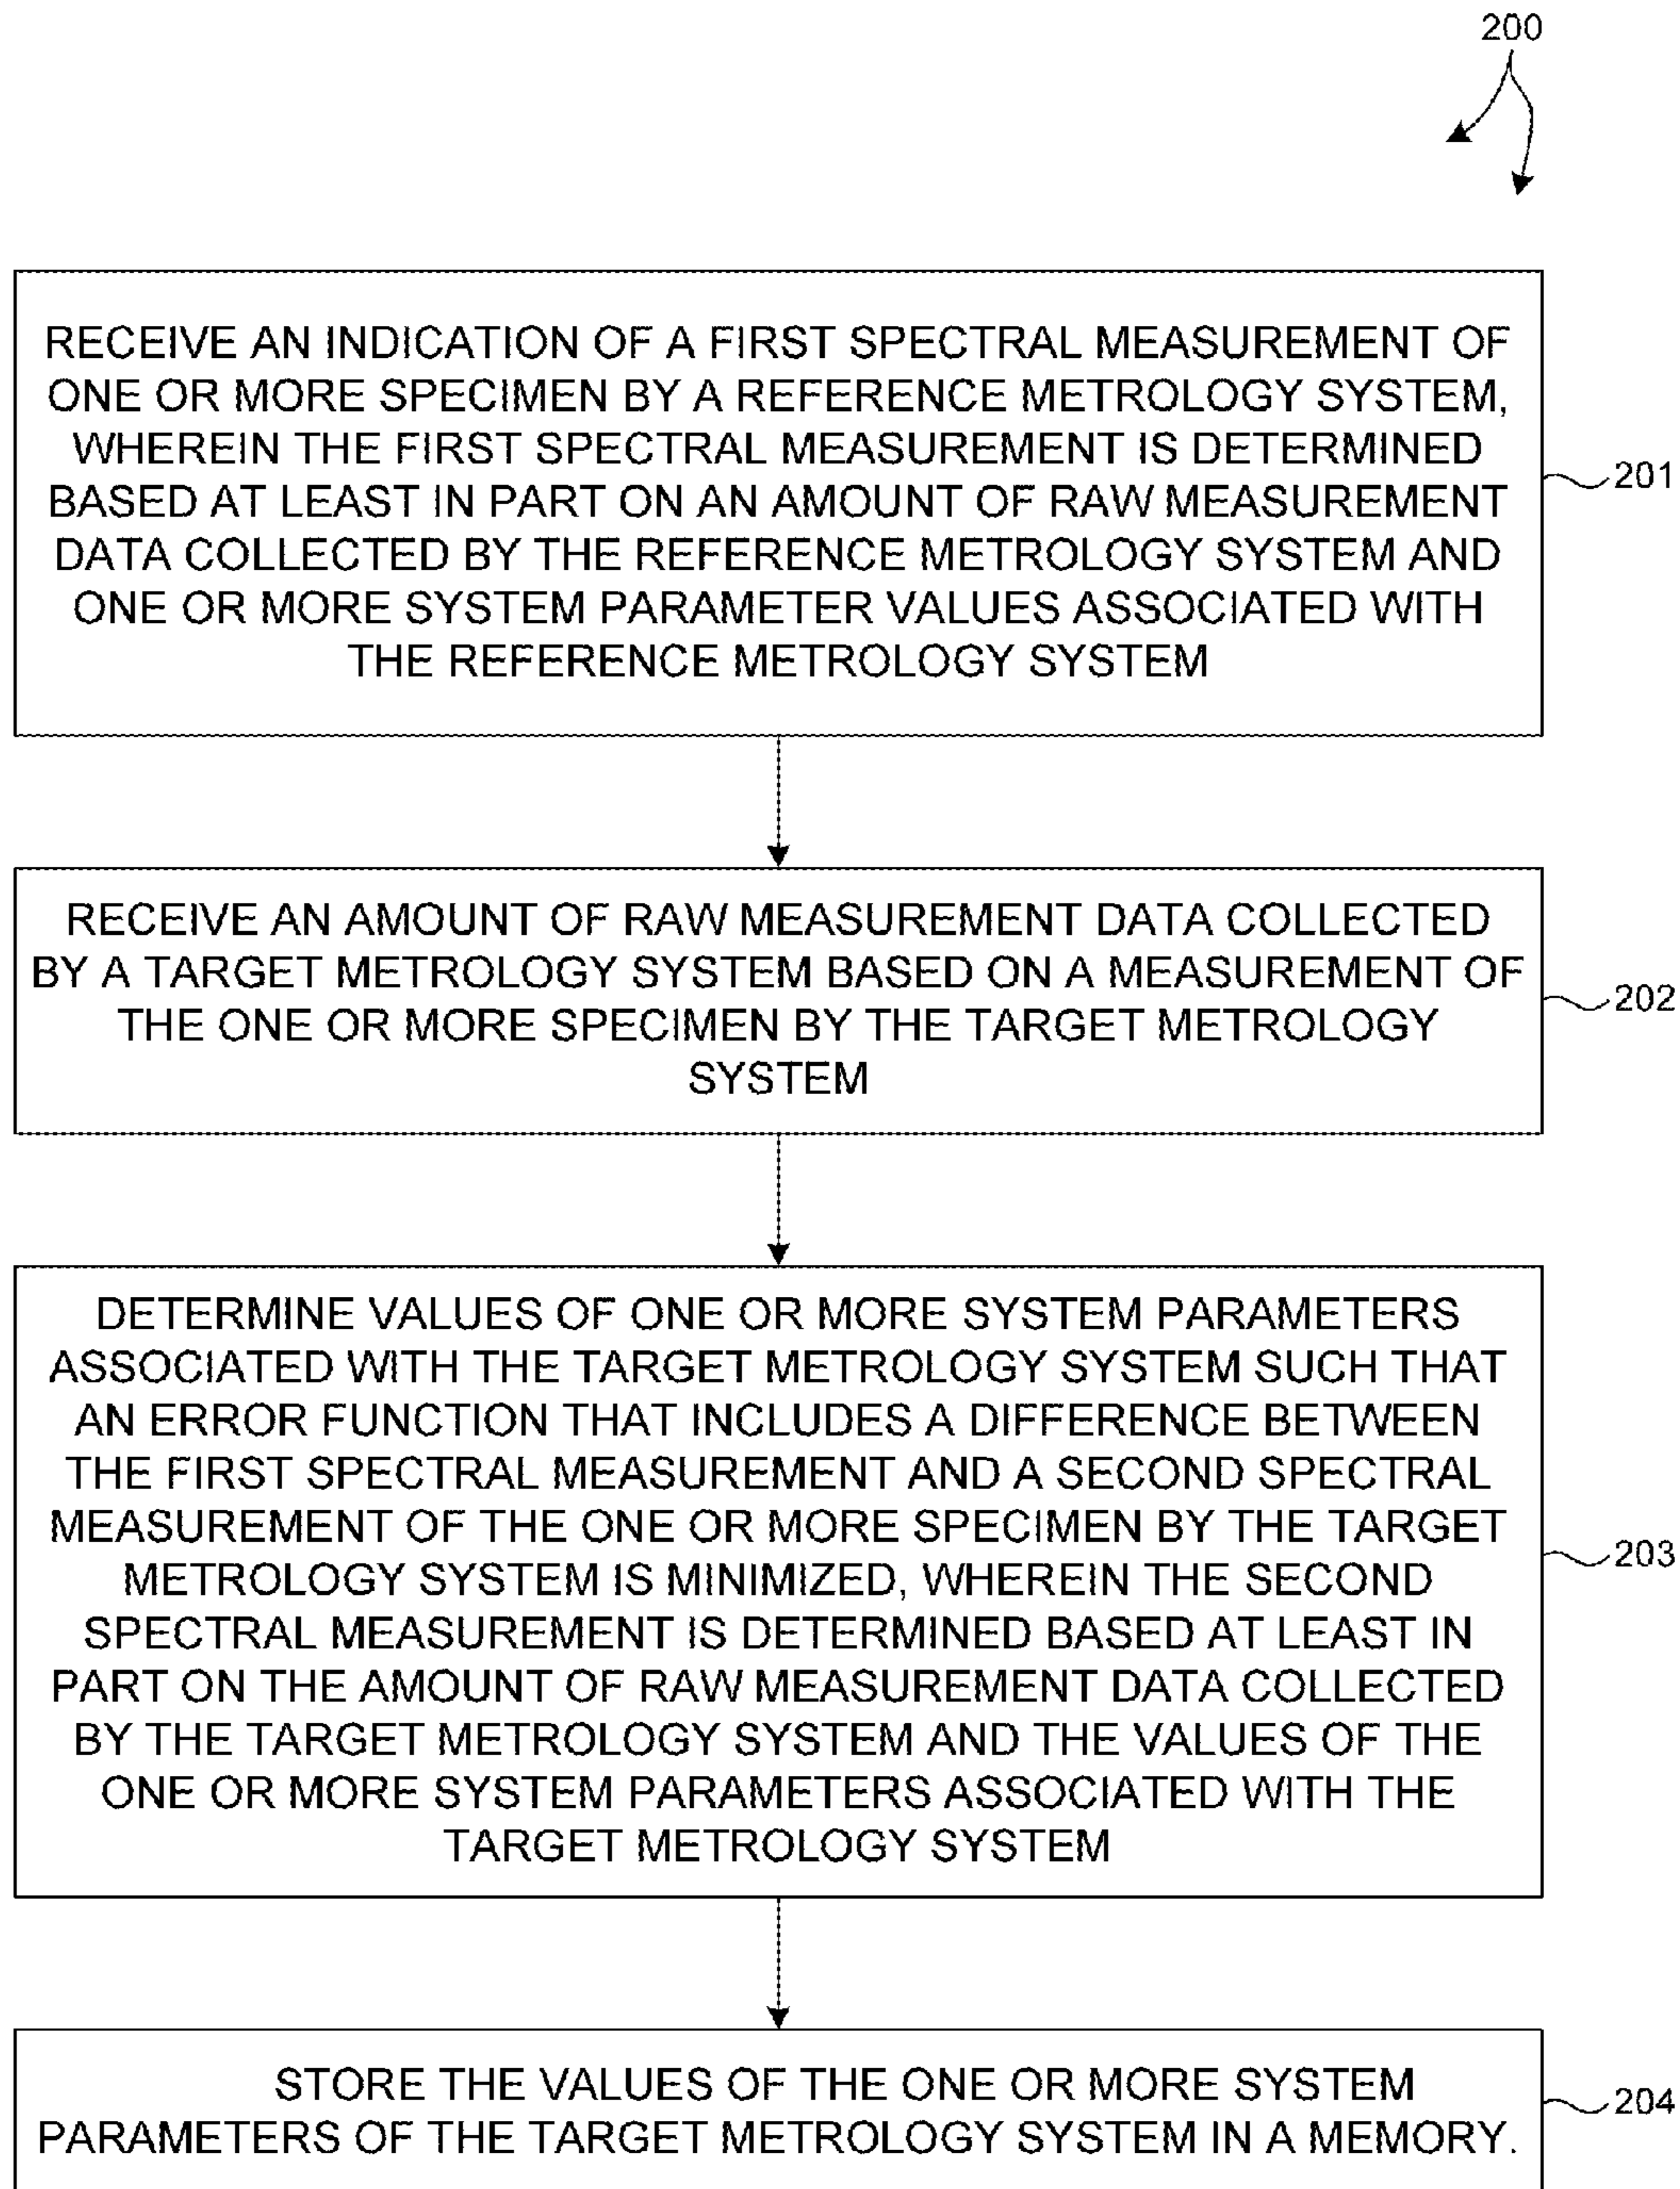 200
RECEIVE AN INDICATION OF A FIRST SPECTRAL MEASUREMENT OF
ONE OR MORE SPECIMEN BY A REFERENCE METROLOGY SYSTEM,
WHEREIN THE FIRST SPECTRAL MEASUREMENT IS DETERMINED
BASED AT LEAST IN PART ON AN AMOUNT OF RAW MEASUREMENT
DATA COLLECTED BY THE REFERENCE METROLOGY SYSTEM AND
ONE OR MORE SYSTEM PARAMETER VALUES ASSOCIATED WITH
THE REFERENCE METROLOGY SYSTEM
201
RECEIVE AN AMOUNT OF RAW MEASUREMENT DATA COLLECTED
BY A TARGET METROLOGY SYSTEM BASED ON A MEASUREMENT OF
THE ONE OR MORE SPECIMEN BY THE TARGET METROLOGY
SYSTEM
202
DETERMINE VALUES OF ONE OR MORE SYSTEM PARAMETERS
ASSOCIATED WITH THE TARGET METROLOGY SYSTEM SUCH THAT
AN ERROR FUNCTION THAT INCLUDES A DIFFERENCE BETWEEN
THE FIRST SPECTRAL MEASUREMENT AND A SECOND SPECTRAL
MEASUREMENT OF THE ONE OR MORE SPECIMEN BY THE TARGET
METROLOGY SYSTEM IS MINIMIZED, WHEREIN THE SECOND
SPECTRAL MEASUREMENT IS DETERMINED BASED AT LEAST IN
PART ON THE AMOUNT OF RAW MEASUREMENT DATA COLLECTED
BY THE TARGET METROLOGY SYSTEM AND THE VALUES OF THE
ONE OR MORE SYSTEM PARAMETERS ASSOCIATED WITH THE
TARGET METROLOGY SYSTEM
203
STORE THE VALUES OF THE ONE OR MORE SYSTEM
PARAMETERS OF THE TARGET METROLOGY SYSTEM IN A MEMORY.
204